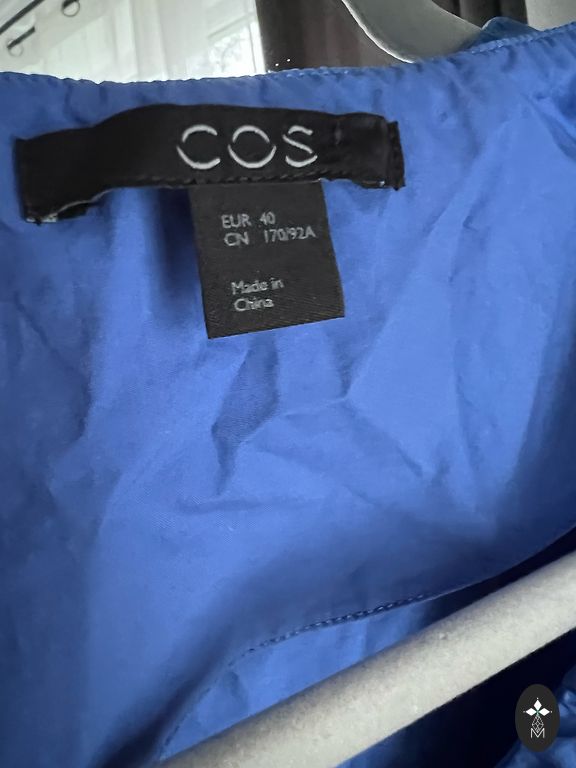 COS
EUR 40
CN 170/92A
Made in
China
M